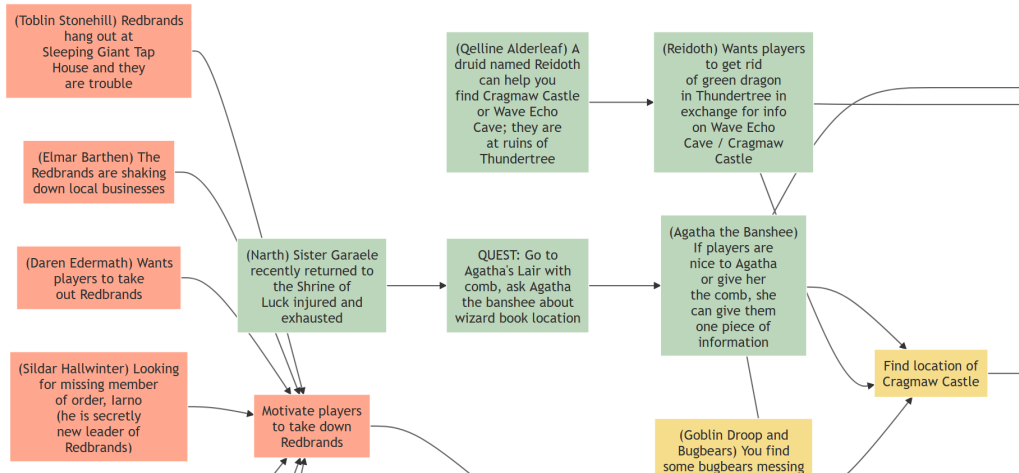 (Toblin Stonehill) Redbrands
hang out at
Sleeping Giant Tap
House and they
are trouble
(Elmar Barthen) The
Redbrands are shaking
down local businesses
(Daren Edermath) Wants
players to take
out Redbrands
(Sildar Hallwinter) Looking
for missing member
of order, Iarno
(he is secretly
new leader of
Redbrands)
(Narth) Sister Garaele
recently returned to
the Shrine of
Luck injured and
exhausted
Motivate players
to take down
Redbrands
(Qelline Alderleaf) A
druid named Reidoth
can help you
find Cragmaw Castle
or Wave Echo
Cave; they are
at ruins of
Thundertree
QUEST: Go to
Agatha's Lair with
comb, ask Agatha
the banshee about
wizard book location
(Reidoth) Wants players
to get rid
of green dragon
in Thundertree in
exchange for info
on Wave Echo
Cave / Cragmaw
Castle
(Agatha the Banshee)
If players are
nice to Agatha
or give her
the comb, she
can give them
one piece of
information
(Goblin Droop and
Bugbears) You find
some bugbears messing
Find location of
Cragmaw Castle